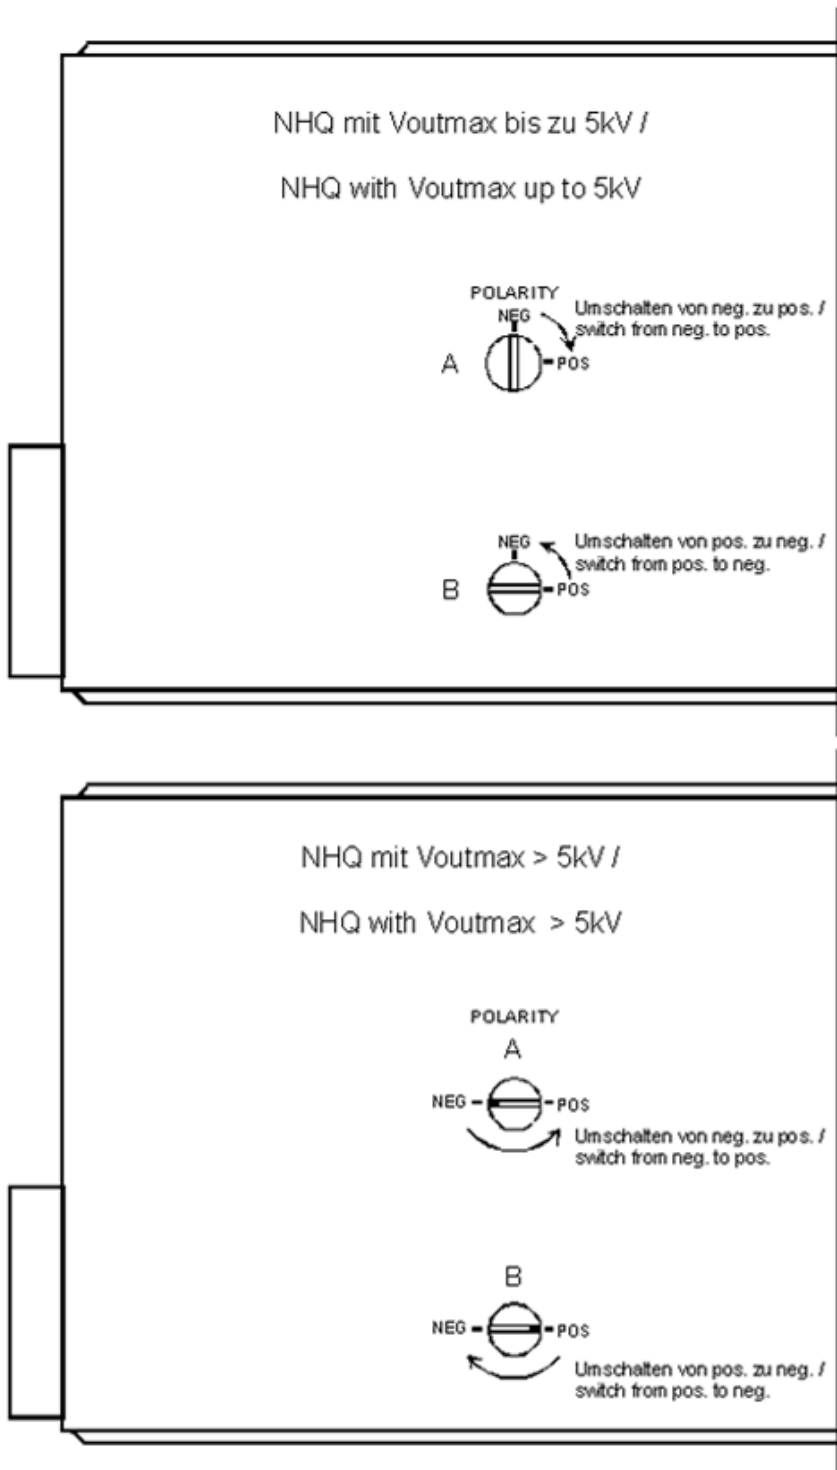 NHQ mit Voutmax bis zu 5kV /
NHQ with Voutmax up to 5kV
POLARITY
NEG
Umschalten von neg. zu pos. /
switch from neg. to pos.
A
POS
NEG
Umschalten von pos. zu neg. /
switch from pos. to neg.
B
POS
NHQ mit Voutmax > 5kV /
NHQ with Voutmax > 5kV
POLARITY
A
NEG
POS
Umschalten von neg. zu pos. /
switch from neg. to pos.
B
NEG
POS
Umschalten von pos. zu neg. /
switch from pos. to neg.